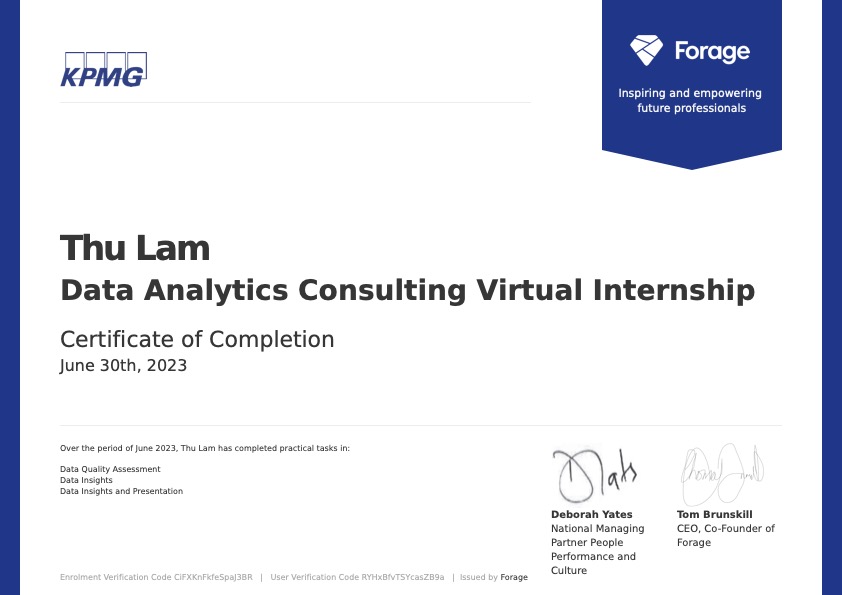 KPMG
Forage
Inspiring and empowering
future professionals
Thu Lam
Data Analytics Consulting Virtual Internship
Certificate of Completion
June 30th, 2023
Over the period of June 2023, Thu Lam has completed practical tasks in:
Data Quality Assessment
Data Insights
Data Insights and Presentation
Deborah Yates
National Managing
Partner People
Performance and
Culture
Tom Brunskill
CEO, Co-Founder of
Forage
Enrolment Verification Code CiFXKnFkfeSpaJ3BR | User Verification Code RYHxBfvTSYcasZB9a | Issued by Forage